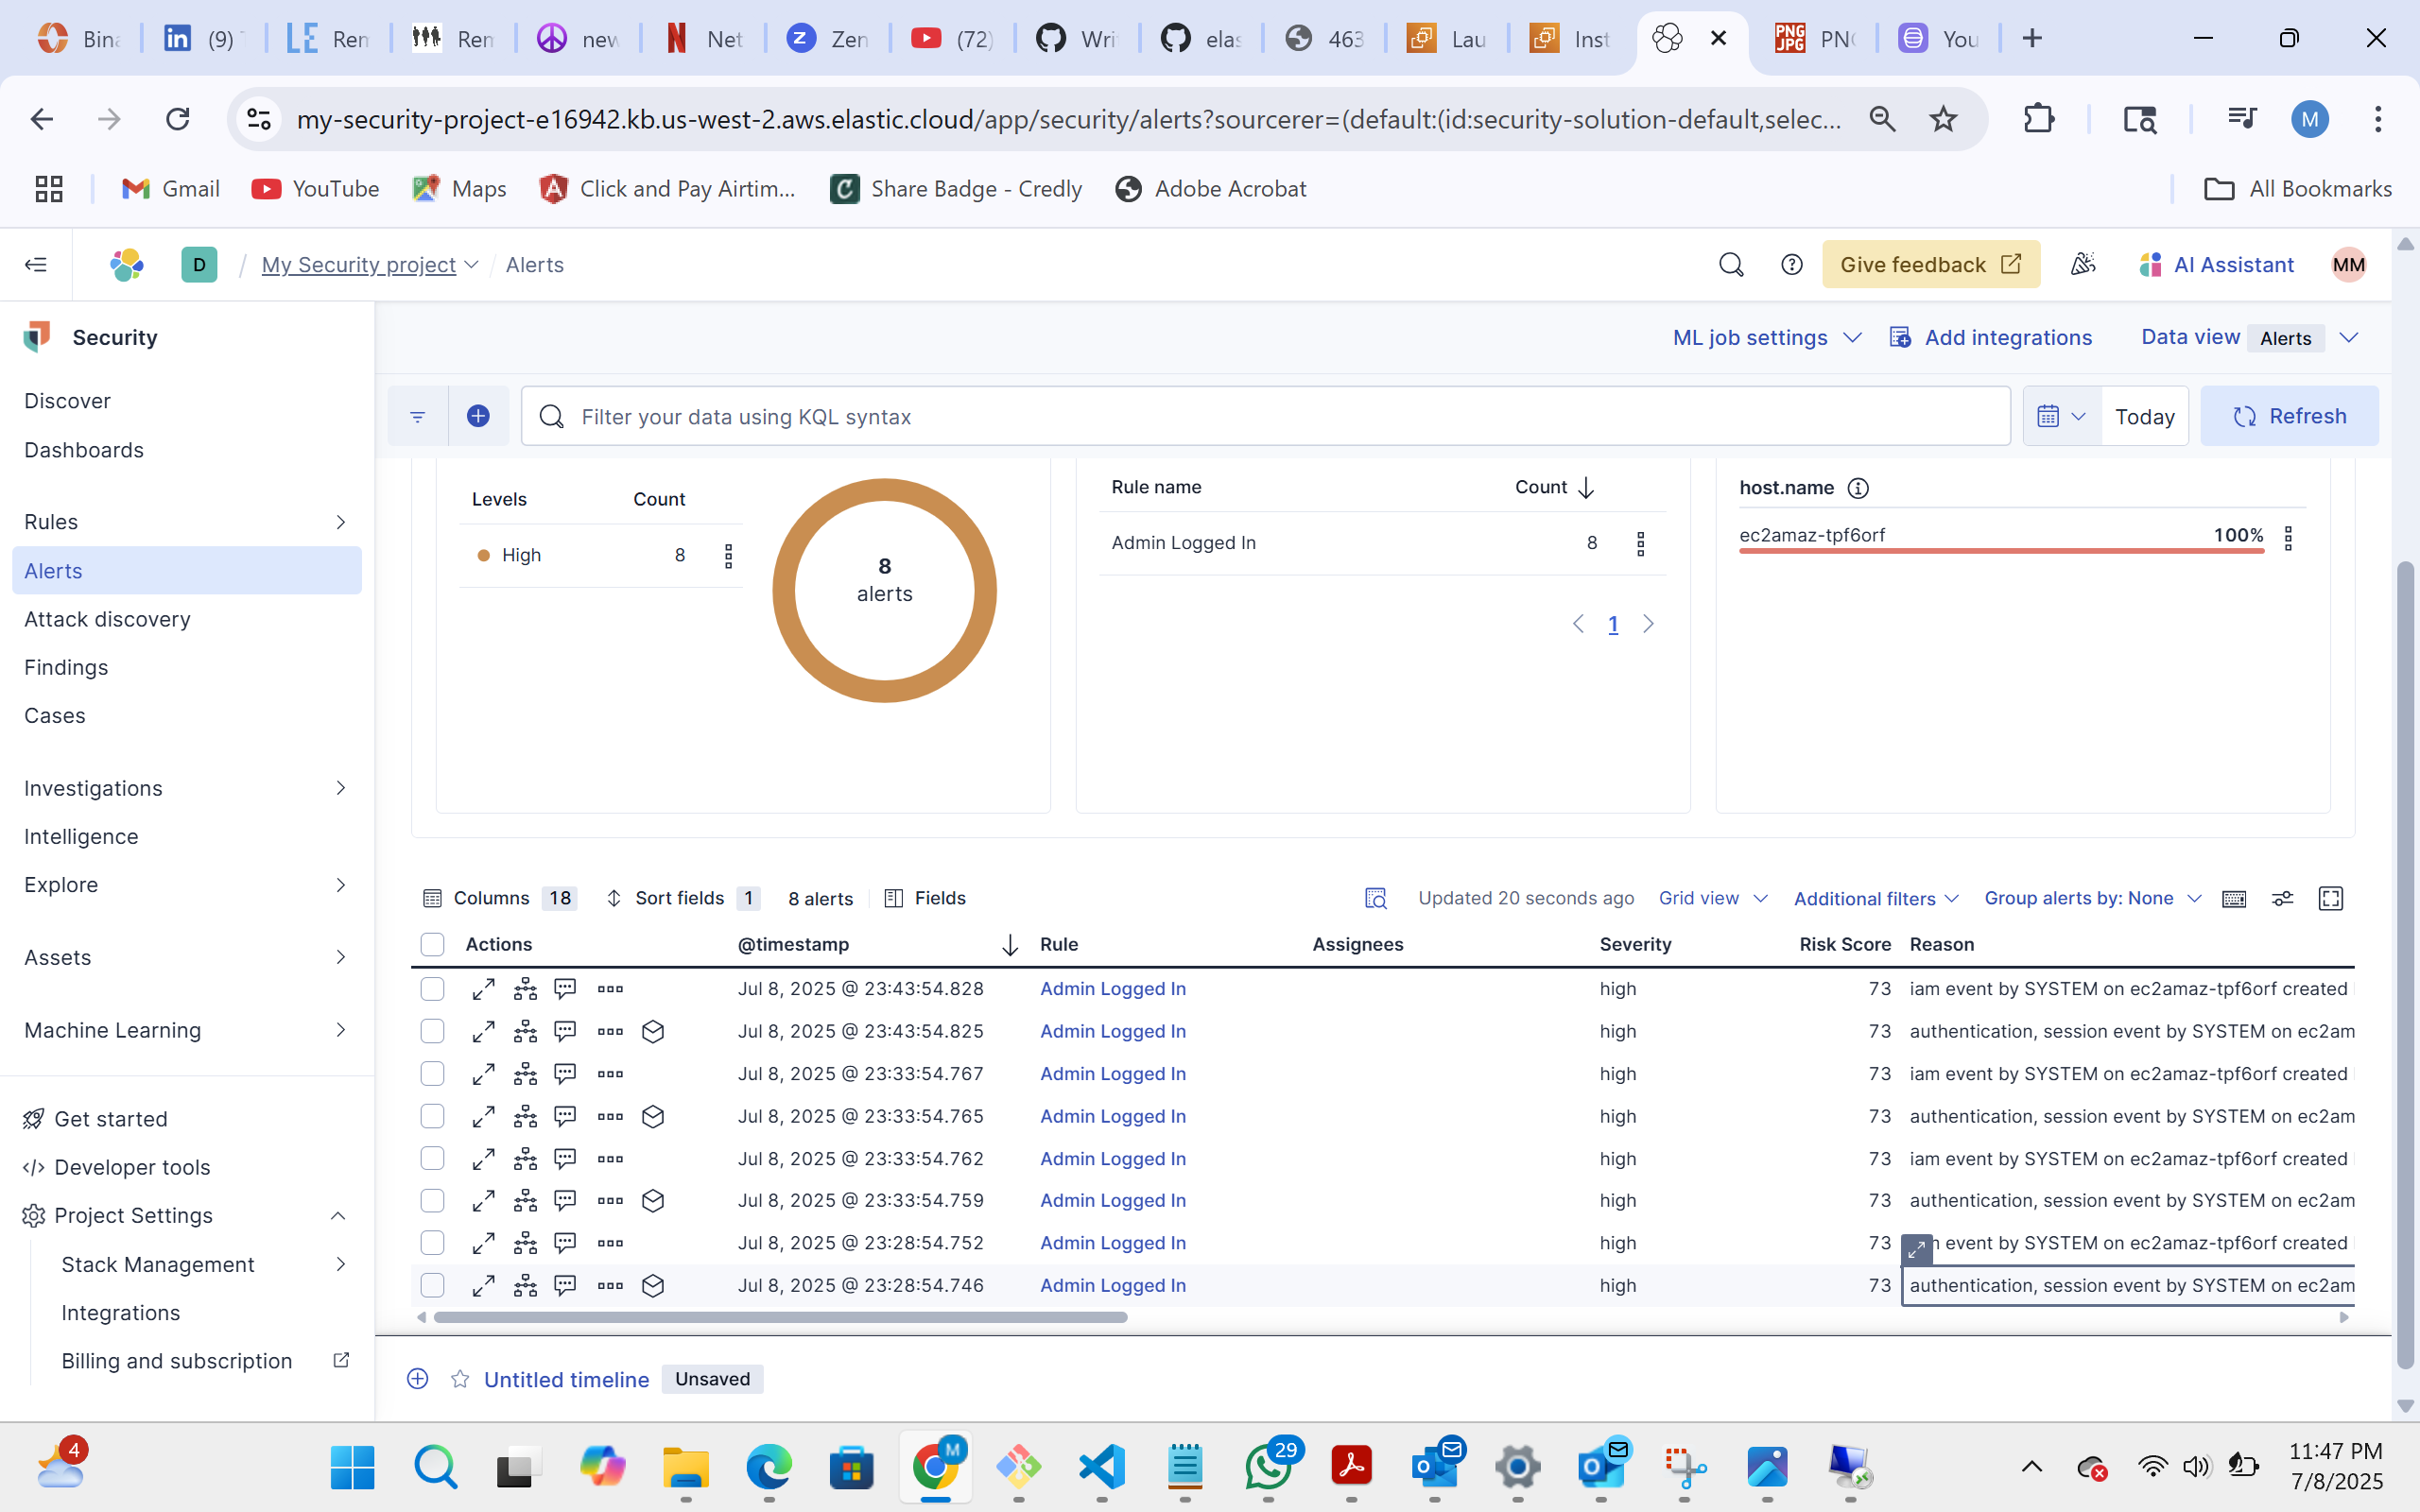 Bina
(9)
Rem
Rem
new
Net
Zen
(72)
Wri
elas
463
Lau
Inst
PNG
JPG
PN
You
my-security-project-e16942.kb.us-west-2.aws.elastic.cloud/app/security/alerts?sourcerer=(default:(id:security-solution-default,selec...
M
Gmail
YouTube
Maps
Click and Pay Airtim...
Share Badge - Credly
Adobe Acrobat
All Bookmarks
D / My Security project / Alerts
Give feedback
AI Assistant
MM
Security
ML job settings
Add integrations
Data view Alerts
Discover
Filter your data using KQL syntax
Today
Refresh
Dashboards
Rules
Alerts
Attack discovery
Findings
Cases
Investigations
Intelligence
Explore
Assets
Machine Learning
Get started
Developer tools
Project Settings
Stack Management
Integrations
Billing and subscription
Levels Count
High 8
8
alerts
Rule name Count
Admin Logged In 8
1
host.name
ec2amaz-tpf6orf 100%
Columns 18 Sort fields 1 8 alerts Fields
Updated 20 seconds ago Grid view Additional filters Group alerts by: None
Actions @timestamp Rule Assignees Severity Risk Score Reason
Jul 8, 2025 @ 23:43:54.828 Admin Logged In high 73 iam event by SYSTEM on ec2amaz-tpf6orf created
Jul 8, 2025 @ 23:43:54.825 Admin Logged In high 73 authentication, session event by SYSTEM on ec2am
Jul 8, 2025 @ 23:33:54.767 Admin Logged In high 73 iam event by SYSTEM on ec2amaz-tpf6orf created
Jul 8, 2025 @ 23:33:54.765 Admin Logged In high 73 authentication, session event by SYSTEM on ec2am
Jul 8, 2025 @ 23:33:54.762 Admin Logged In high 73 iam event by SYSTEM on ec2amaz-tpf6orf created
Jul 8, 2025 @ 23:33:54.759 Admin Logged In high 73 authentication, session event by SYSTEM on ec2am
Jul 8, 2025 @ 23:28:54.752 Admin Logged In high 73 event by SYSTEM on ec2amaz-tpf6orf created
Jul 8, 2025 @ 23:28:54.746 Admin Logged In high 73 authentication, session event by SYSTEM on ec2am
Untitled timeline Unsaved
4
M
29
11:47 PM
7/8/2025